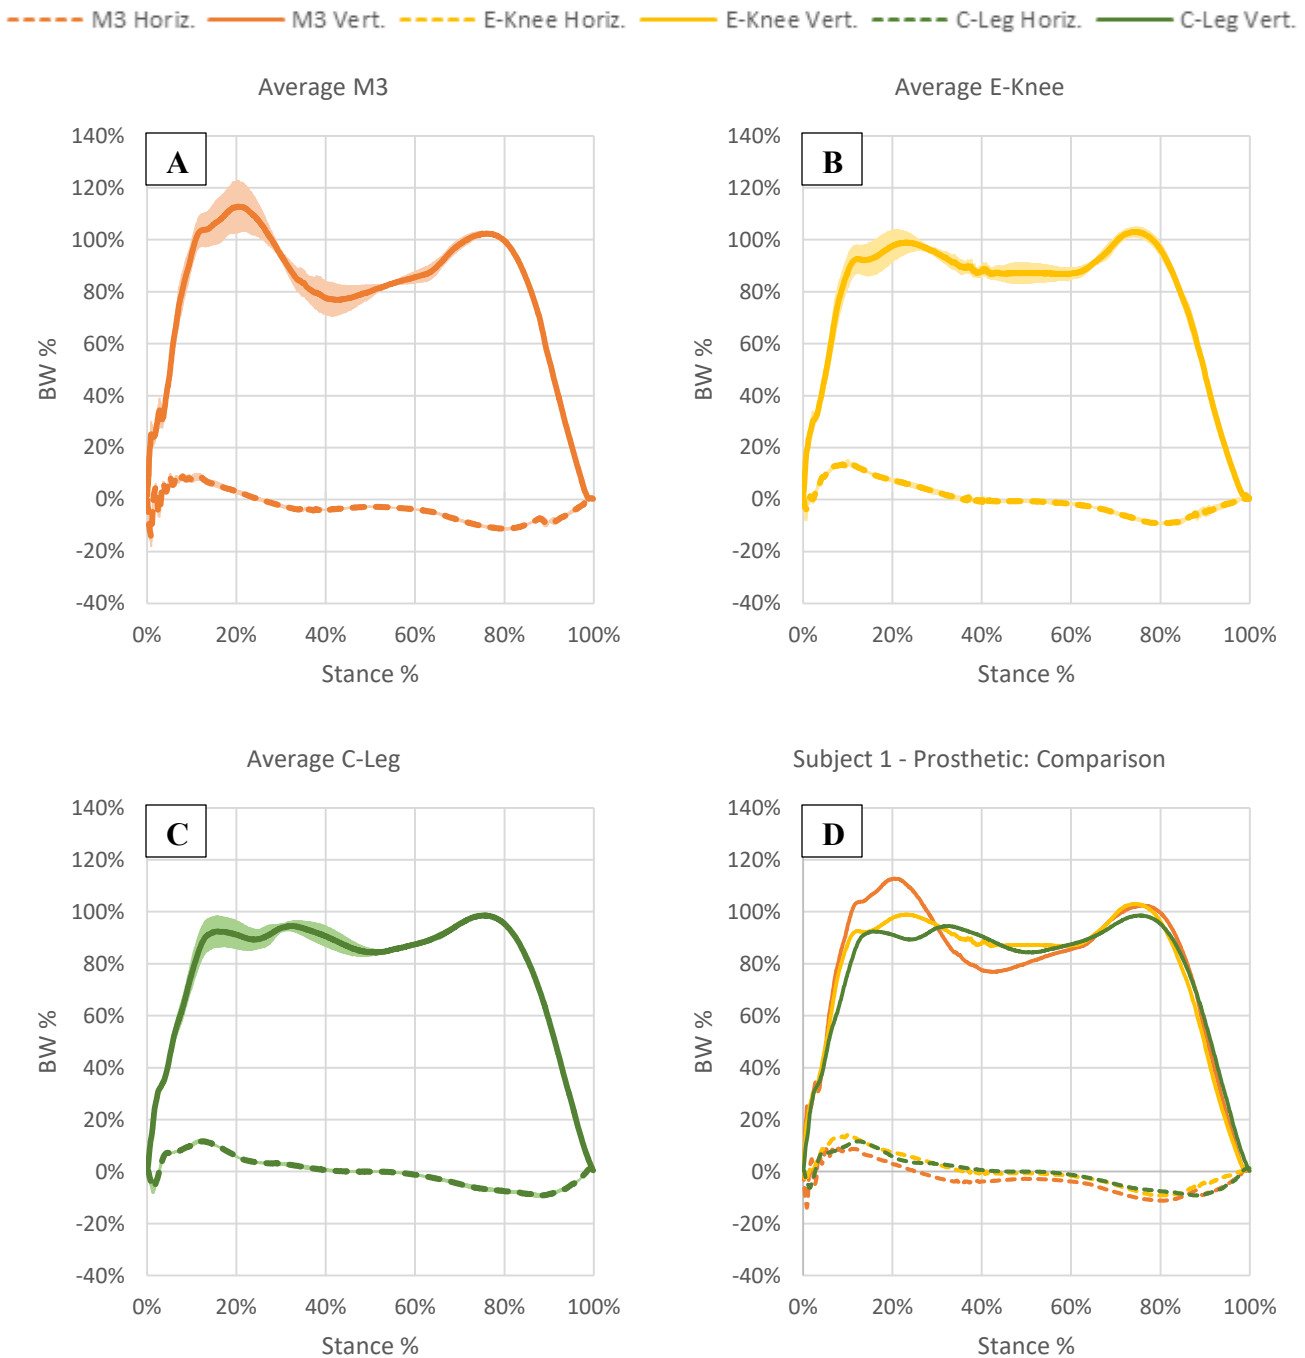 M3 Horiz. M3 Vert. E-Knee Horiz. E-Knee Vert. C-Leg Horiz. C-Leg Vert.
Average M3
A
140%
120%
100%
80%
60%
40%
20%
0%
-20%
-40%
BW %
0% 20% 40% 60% 80% 100%
Stance %
Average E-Knee
B
140%
120%
100%
80%
60%
40%
20%
0%
-20%
-40%
BW %
0% 20% 40% 60% 80% 100%
Stance %
Average C-Leg
C
140%
120%
100%
80%
60%
40%
20%
0%
-20%
-40%
BW %
0% 20% 40% 60% 80% 100%
Stance %
Subject 1 - Prosthetic: Comparison
D
140%
120%
100%
80%
60%
40%
20%
0%
-20%
-40%
BW %
0% 20% 40% 60% 80% 100%
Stance %